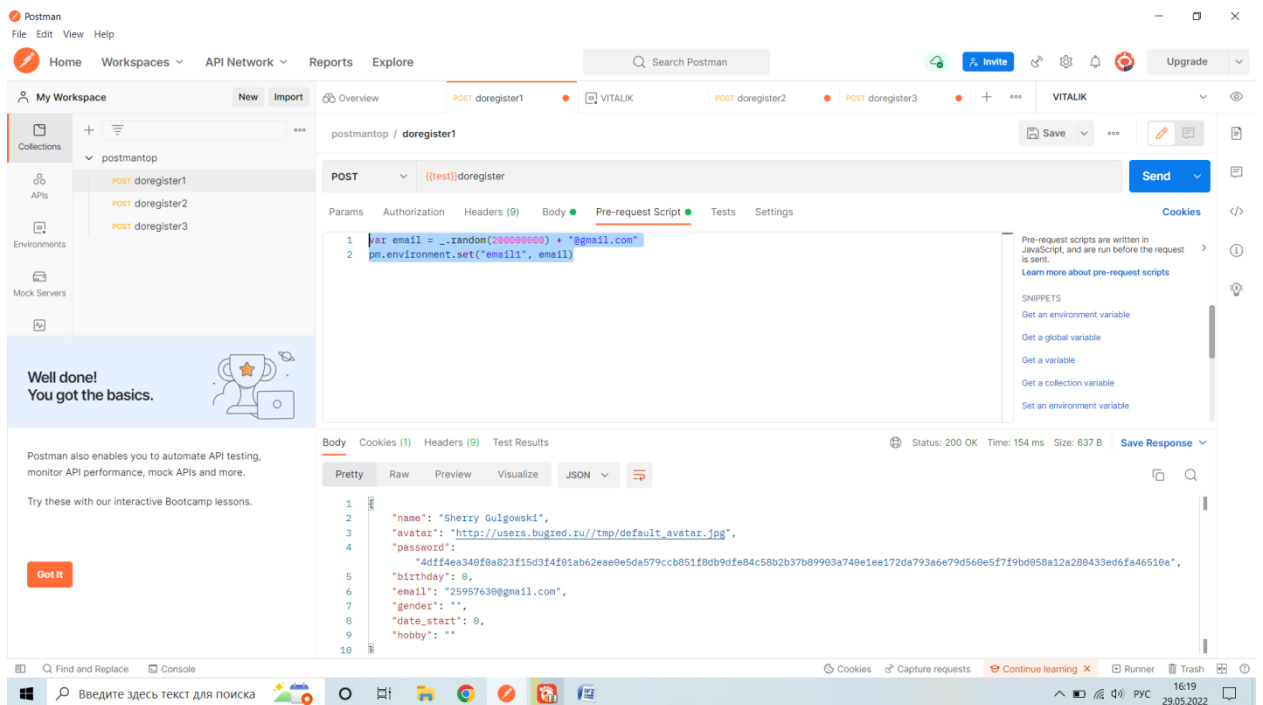 Postman
File Edit View Help
Home Workspaces API Network Reports Explore Search Postman Invite Upgrade
My Workspace New Import Overview POST doregister1 VITALIK POST doregister2 POST doregister3 VITALIK
Collections
APIs
Environments
Mock Servers
postmantop
POST doregister1
POST doregister2
POST doregister3
Well done!
You got the basics.
Postman also enables you to automate API testing,
monitor API performance, mock APIs and more.
Try these with our interactive Bootcamp lessons.
Got It
postmantop / doregister1 Save
POST {{test}}doregister Send
Params Authorization Headers (9) Body Pre-request Script Tests Settings Cookies
1 var email = _.random(200000000) + "@gmail.com"
2 pm.environment.set("email1", email)
Pre-request scripts are written in
JavaScript, and are run before the request
is sent.
Learn more about pre-request scripts
SNIPPETS
Get an environment variable
Get a global variable
Get a variable
Get a collection variable
Set an environment variable
Body Cookies (1) Headers (9) Test Results Status: 200 OK Time: 154 ms Size: 637 B Save Response
Pretty Raw Preview Visualize JSON
1 {
2 "name": "Sherry Gulgowski",
3 "avatar": "http://users.bugred.ru//tmp/default_avatar.jpg",
4 "password":
"4dff4ea340f0a823f15d3f4f01ab62eae0e5da579ccb851f8db9dfe84c58b2b37b89903a740e1ee172da793a6e79d560e5f7f9bd058a12a280433ed6fa46510a",
5 "birthday": 0,
6 "email": "25957630@gmail.com",
7 "gender": "",
8 "date_start": 0,
9 "hobby": ""
10 }
Find and Replace Console Cookies Capture requests Continue learning Runner Trash
Введите здесь текст для поиска РУС 16:19
29.05.2022